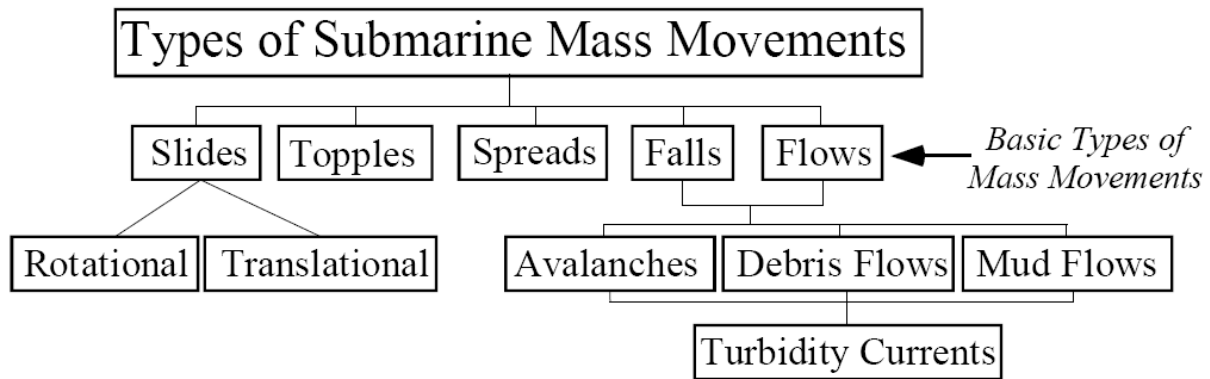 Types of Submarine Mass Movements
Slides
Topples
Spreads
Falls
Flows
Basic Types of
Mass Movements
Rotational
Translational
Avalanches
Debris Flows
Mud Flows
Turbidity Currents